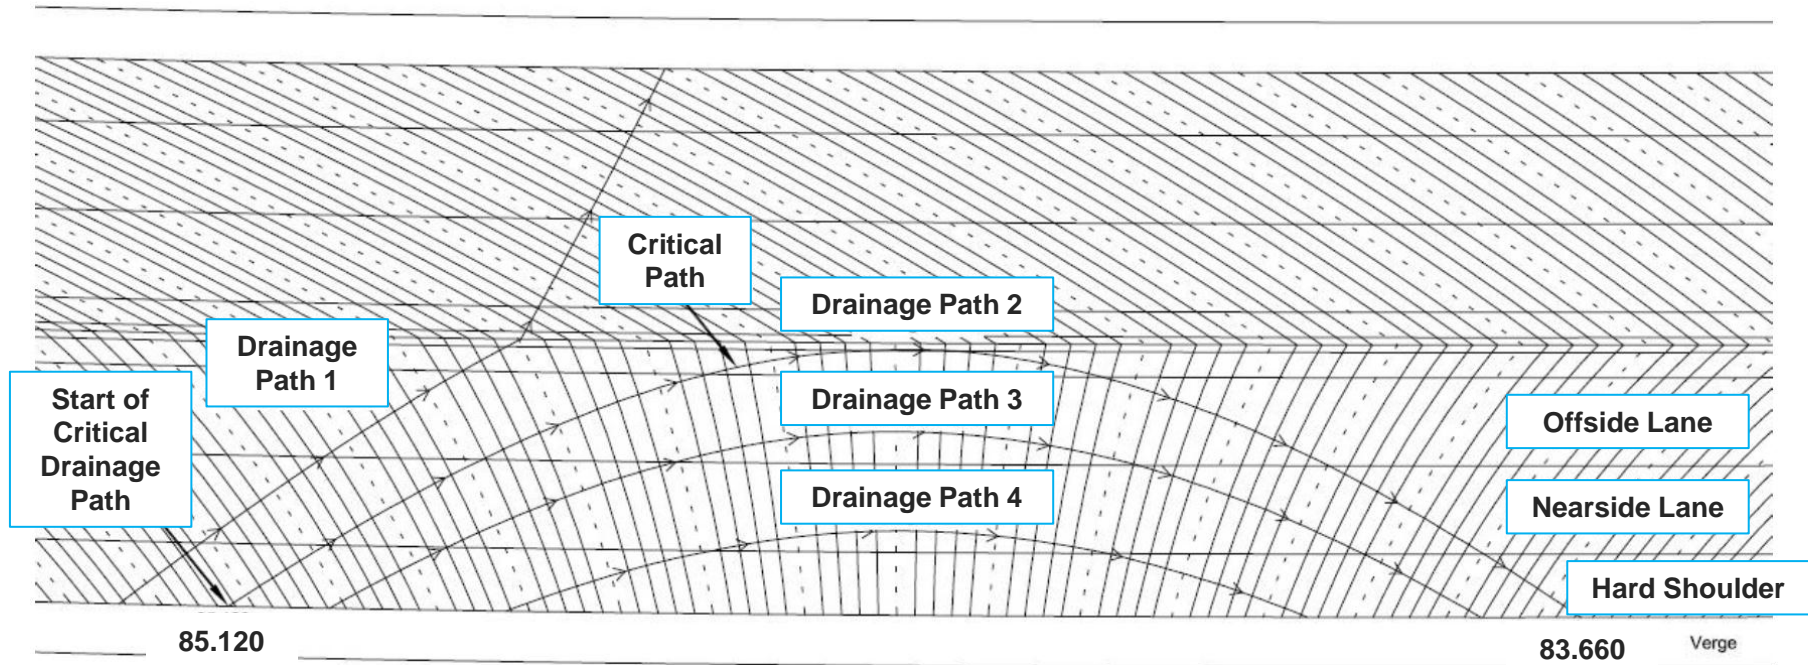 Critical
Path
Drainage Path 2
Drainage
Path 1
Start of
Critical
Drainage
Path
Drainage Path 3
Offside Lane
Drainage Path 4
Nearside Lane
Hard Shoulder
85.120
83.660
Verge